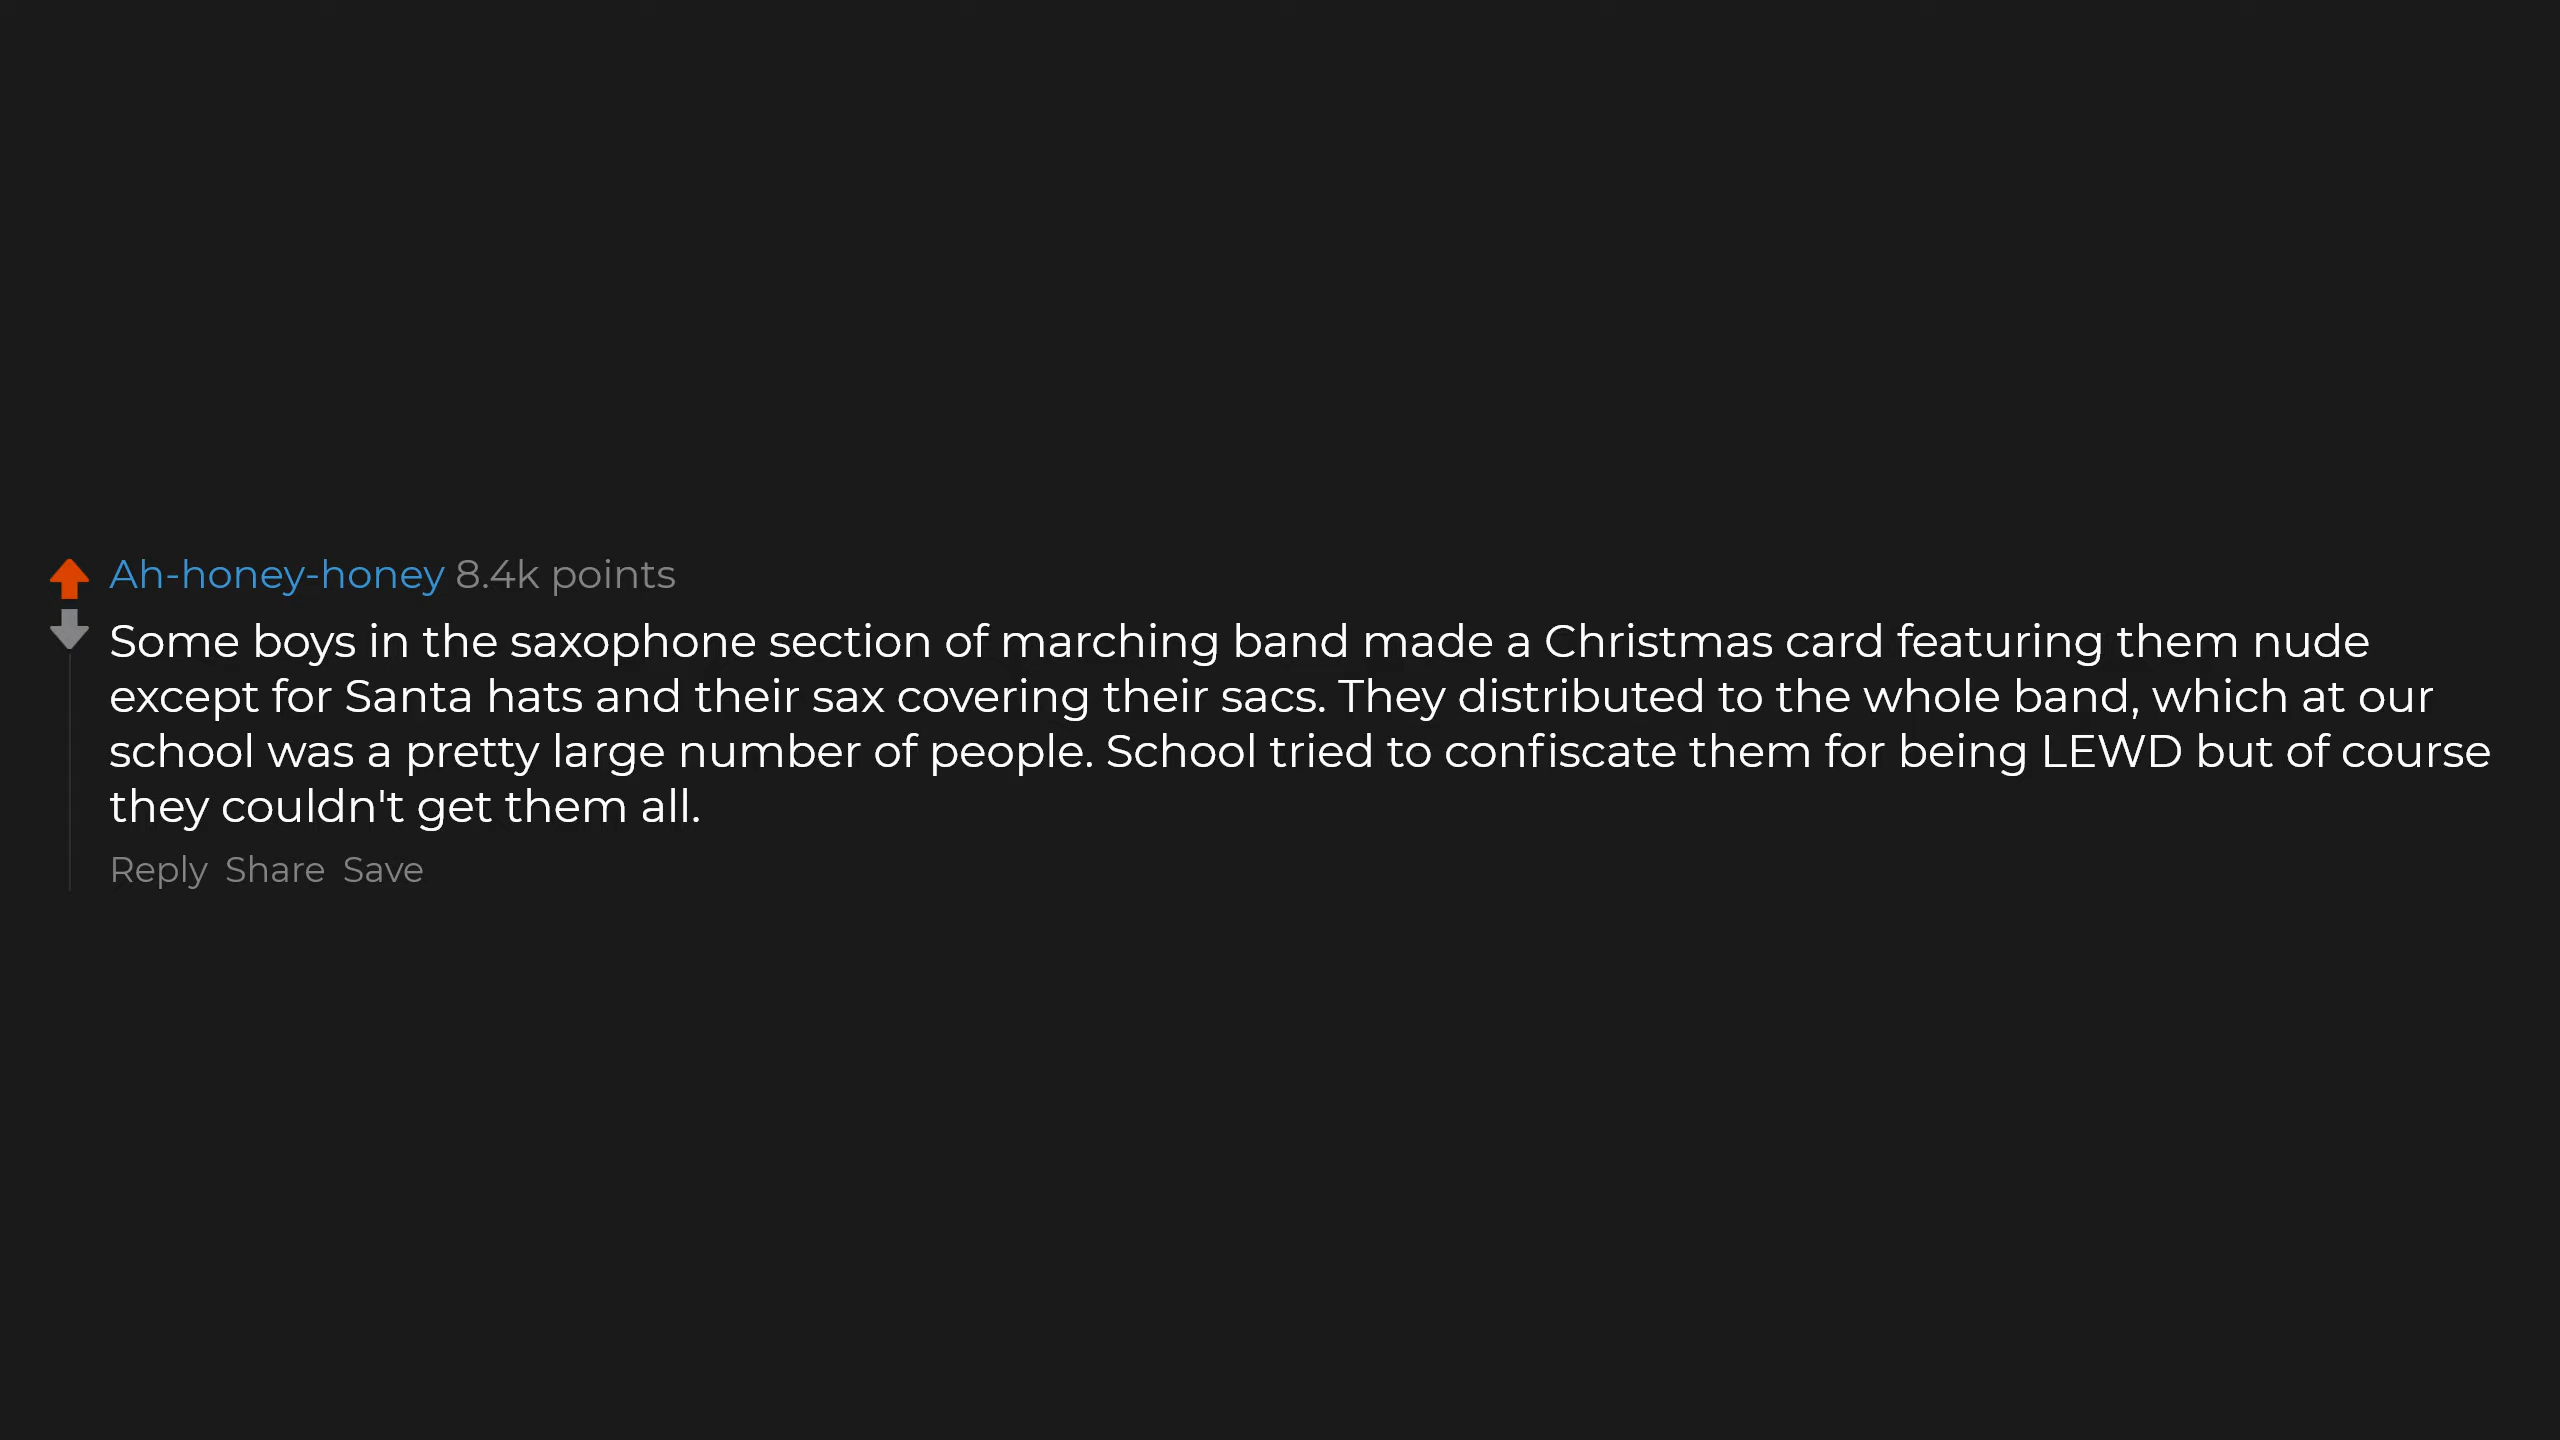 Ah-honey-honey 8.4k points
Some boys in the saxophone section of marching band made a Christmas card featuring them nude
except for Santa hats and their sax covering their sacs. They distributed to the whole band, which at our
school was a pretty large number of people. School tried to confiscate them for being LEWD but of course
they couldn't get them all.
Reply Share Save